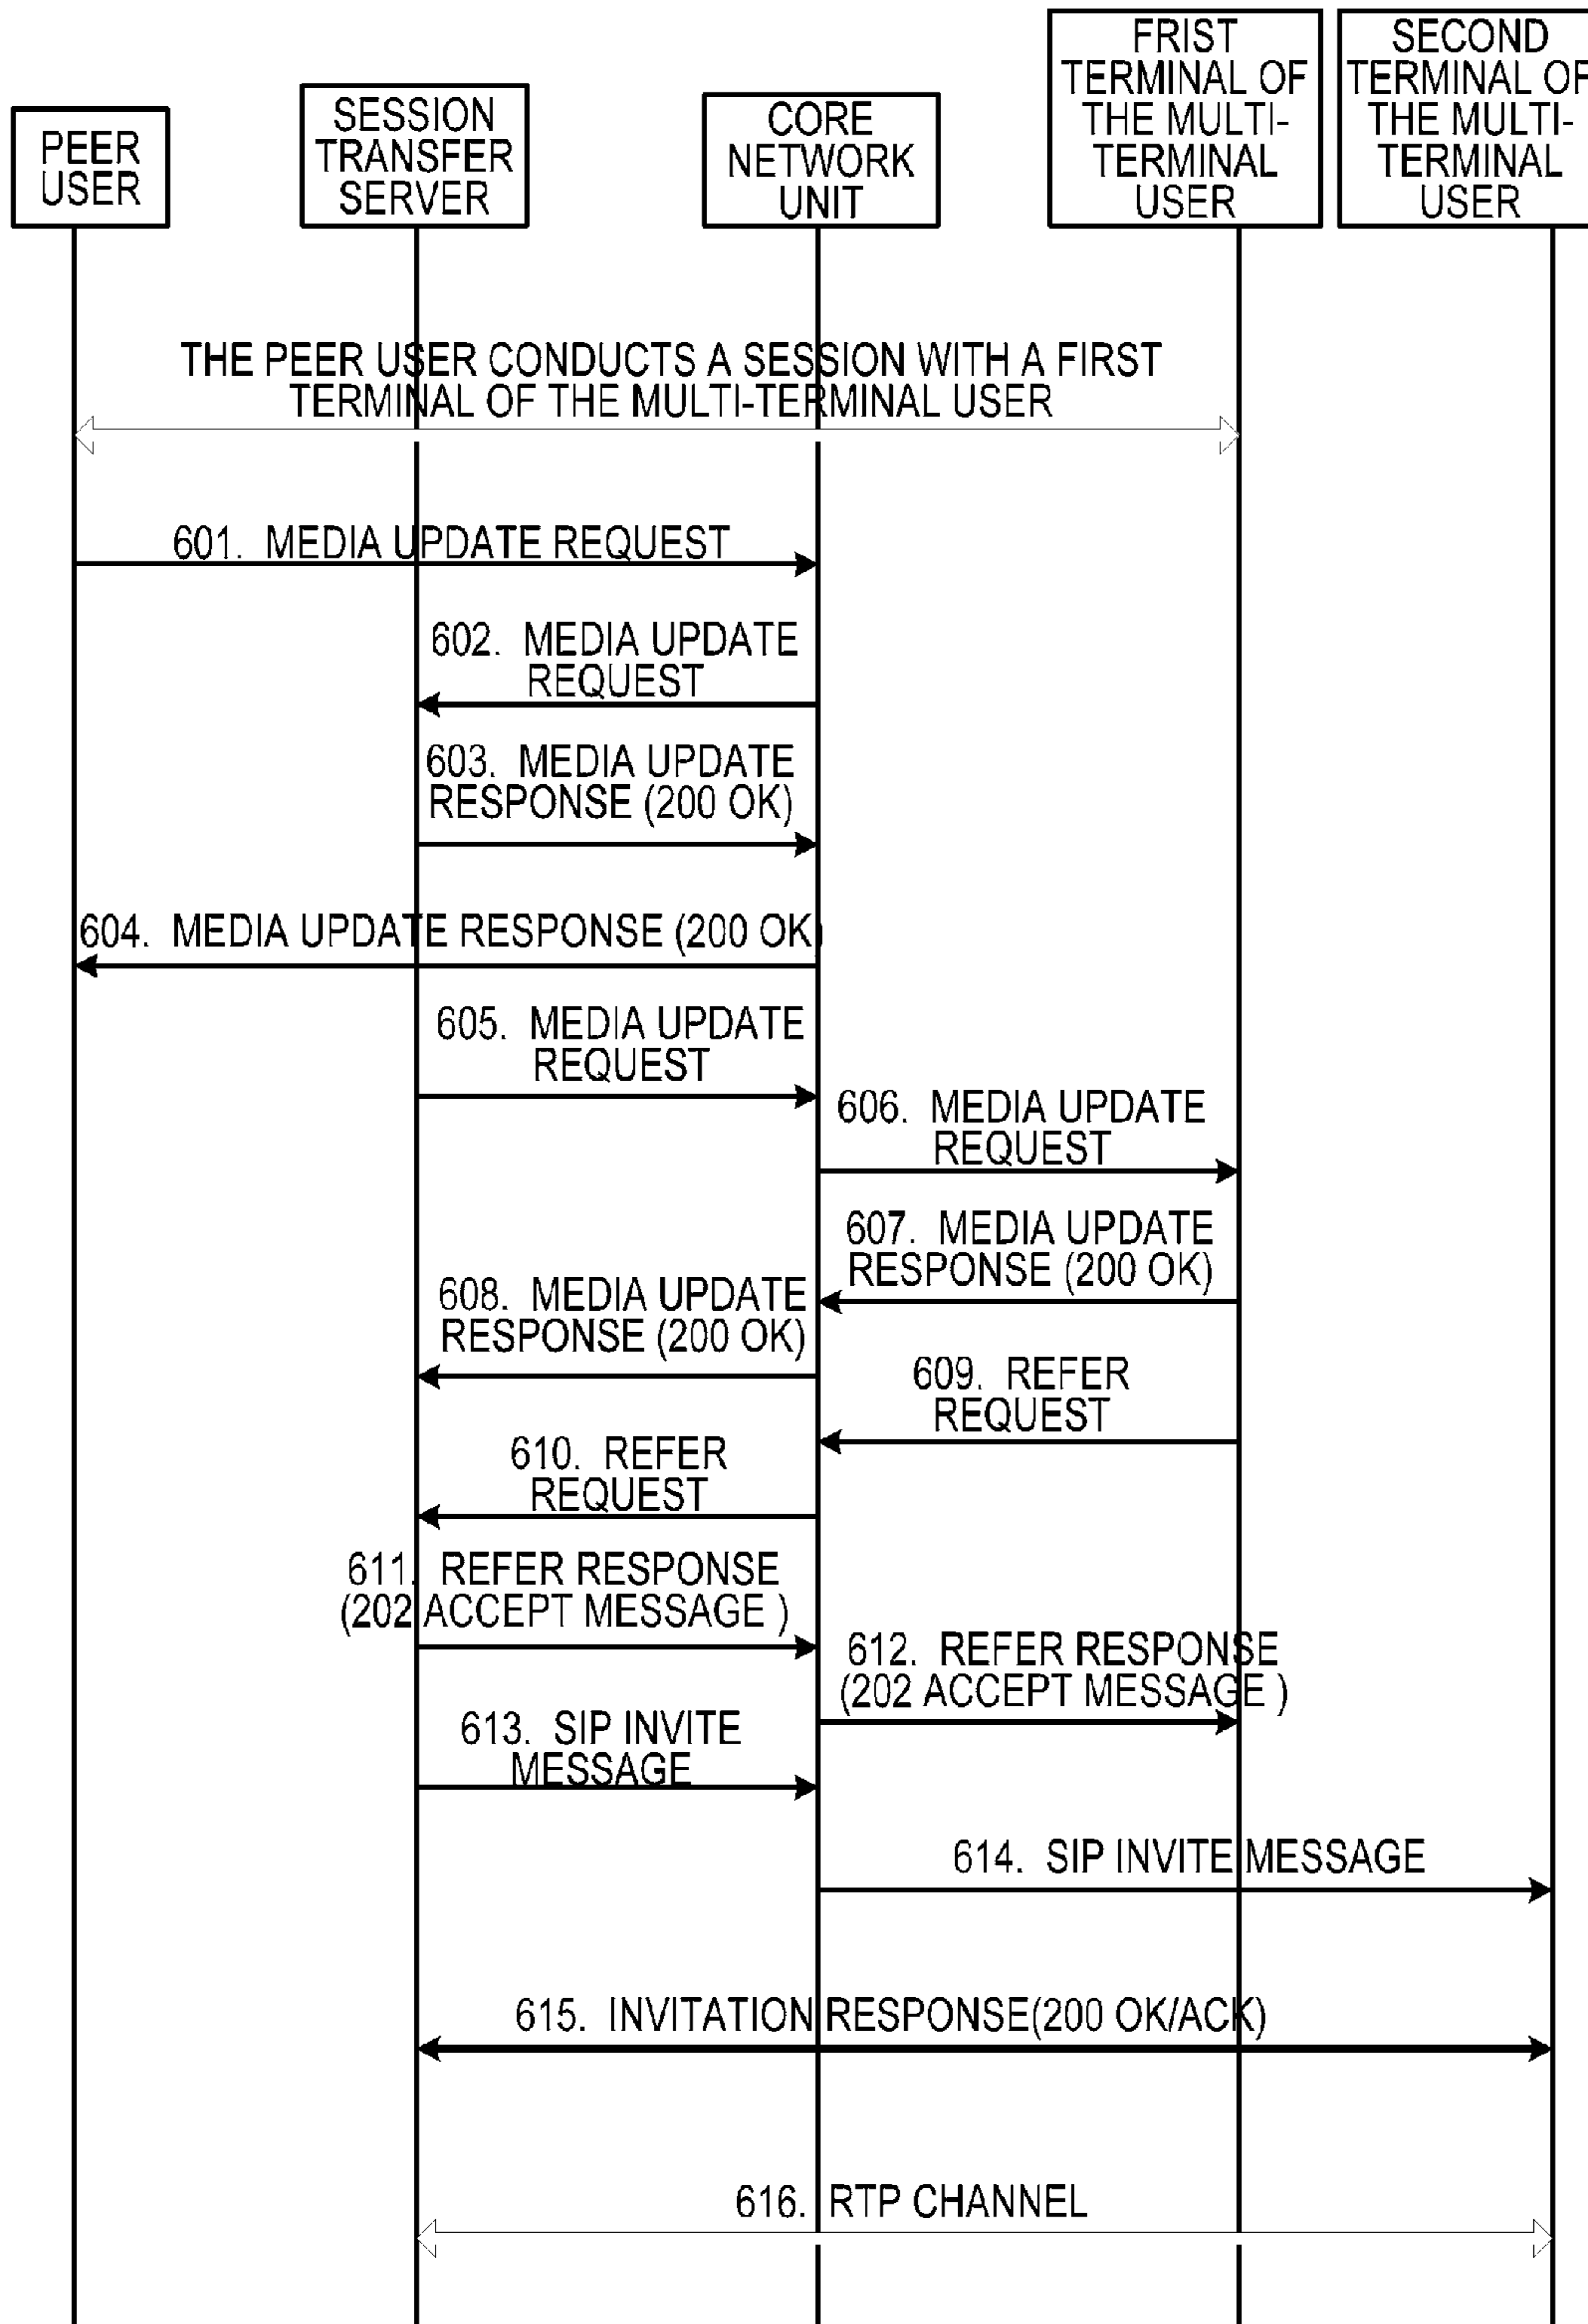 PEER
USER
SESSION
TRANSFER
SERVER
CORE
NETWORK
UNIT
FRIST
TERMINAL OF
THE MULTI-
TERMINAL
USER
SECOND
TERMINAL OF
THE MULTI-
TERMINAL
USER
THE PEER USER CONDUCTS A SESSION WITH A FIRST
TERMINAL OF THE MULTI-TERMINAL USER
601. MEDIA UPDATE REQUEST
602. MEDIA UPDATE
REQUEST
603. MEDIA UPDATE
RESPONSE (200 OK)
604. MEDIA UPDATE RESPONSE (200 OK)
605. MEDIA UPDATE
REQUEST
606. MEDIA UPDATE
REQUEST
607. MEDIA UPDATE
RESPONSE (200 OK)
608. MEDIA UPDATE
RESPONSE (200 OK)
609. REFER
REQUEST
610. REFER
REQUEST
611. REFER RESPONSE
(202 ACCEPT MESSAGE )
612. REFER RESPONSE
(202 ACCEPT MESSAGE )
613. SIP INVITE
MESSAGE
614. SIP INVITE MESSAGE
615. INVITATION RESPONSE(200 OK/ACK)
616. RTP CHANNEL